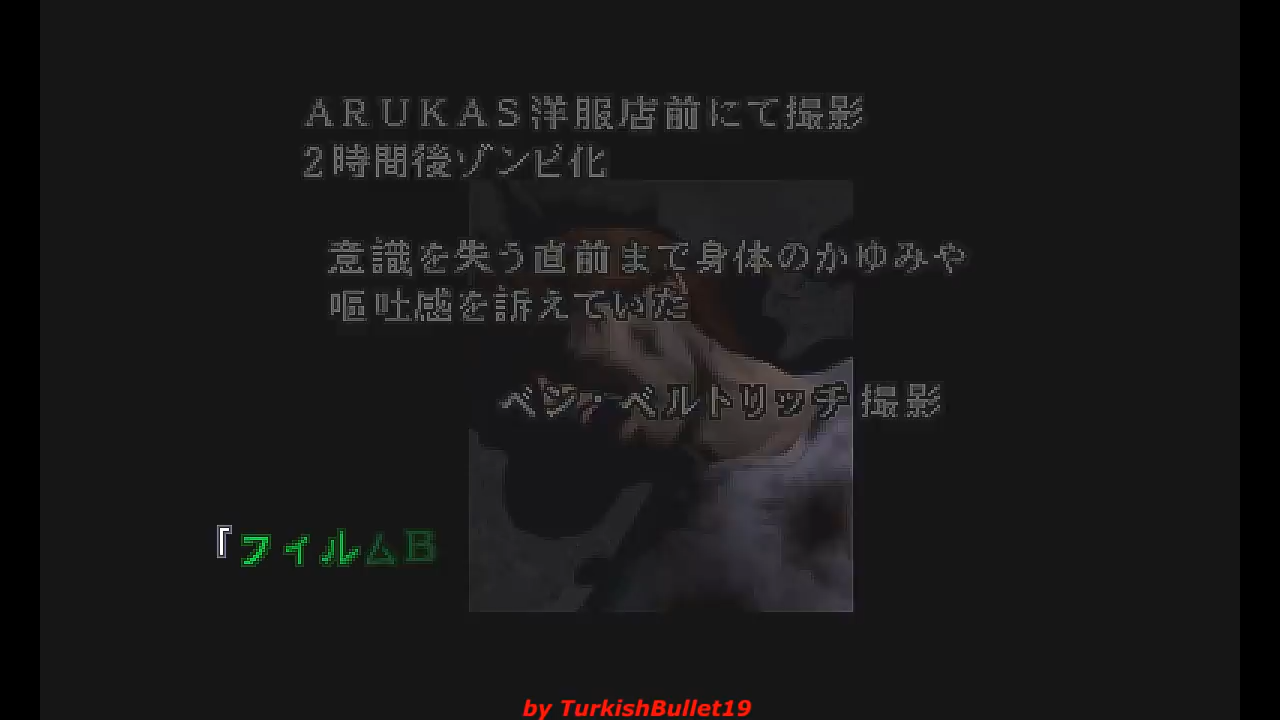 ARUKAS洋服店前にて撮影
2時間後ゾンビ化
意識を失う直前まで身体のかゆみや
嘔吐感を訴えていた
ベン・ベルトリッチ撮影
『フィルムB
by TurkishBullet19